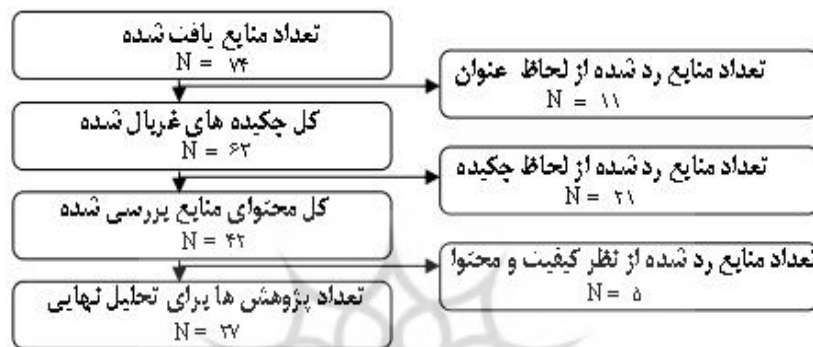 تعداد منابع یافت شده
N = ۷۴
تعداد منابع رد شده از لحاظ عنوان
N = ۱۱
کل چکیده های غربال شده
N = ۶۳
تعداد منابع رد شده از لحاظ چکیده
N = ۲۱
کل محتوای منابع بررسی شده
N = ۴۲
تعداد منابع رد شده از نظر کیفیت و محتوا
N = ۵
تعداد پژوهش ها برای تحلیل نهایی
N = ۳۷